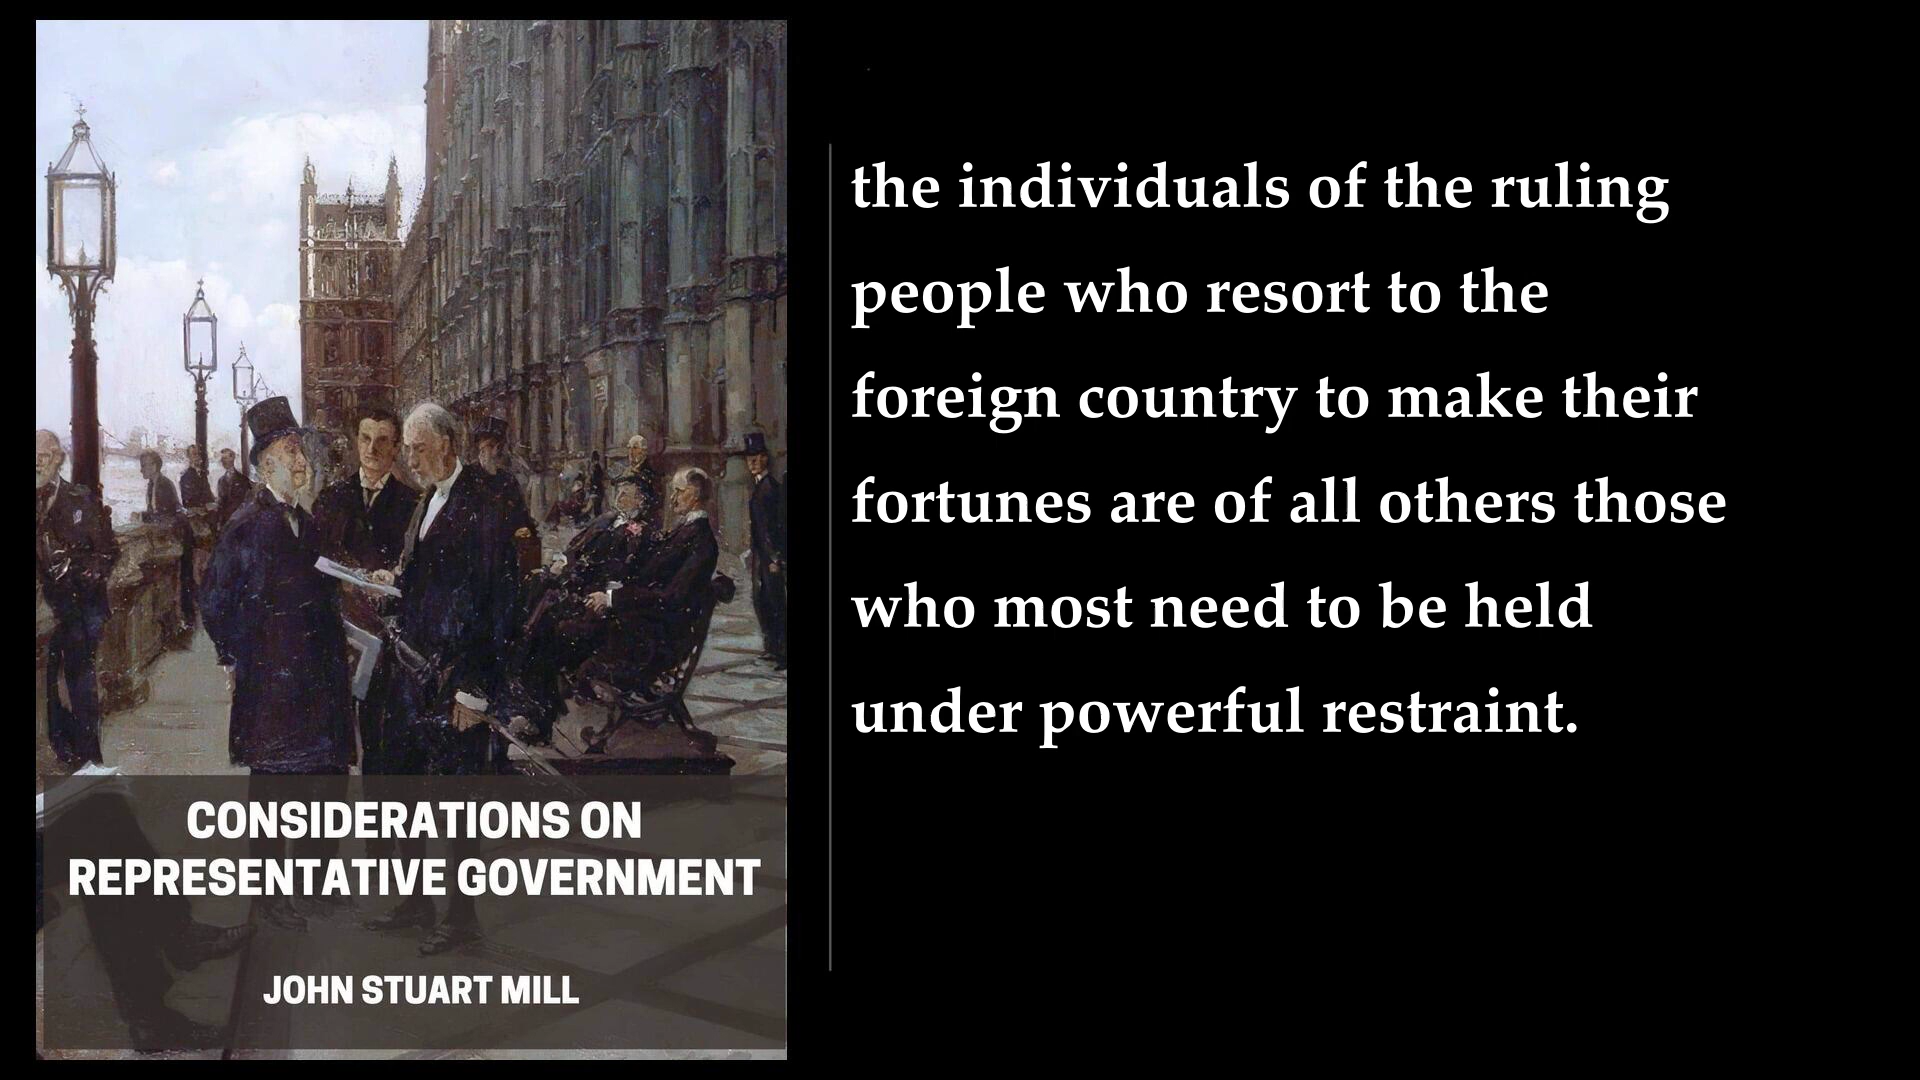 the individuals of the ruling
people who resort to the
foreign country to make their
fortunes are of all others those
who most need to be held
under powerful restraint.
CONSIDERATIONS ON
REPRESENTATIVE GOVERNMENT
JOHN STUART MILL